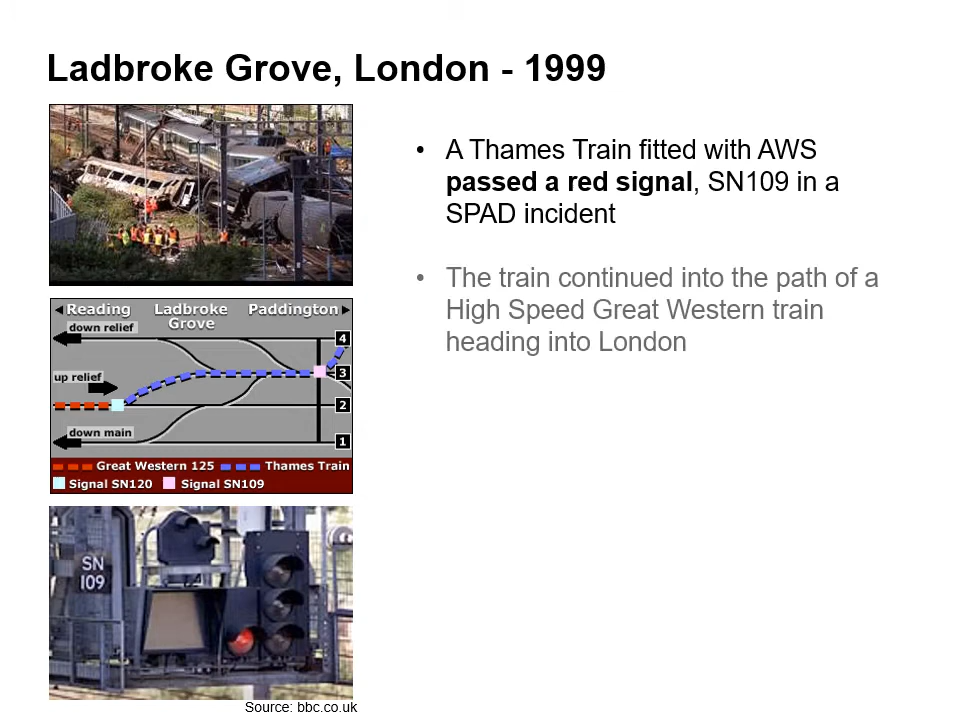 Ladbroke Grove, London - 1999
• A Thames Train fitted with AWS
passed a red signal, SN109 in a
SPAD incident
• The train continued into the path of a
High Speed Great Western train
heading into London
Reading Ladbroke Paddington
Grove
down relief
4
up relief
3
2
down main
1
Great Western 125 Thames Train
Signal SN120 Signal SN109
SN
109
Source: bbc.co.uk